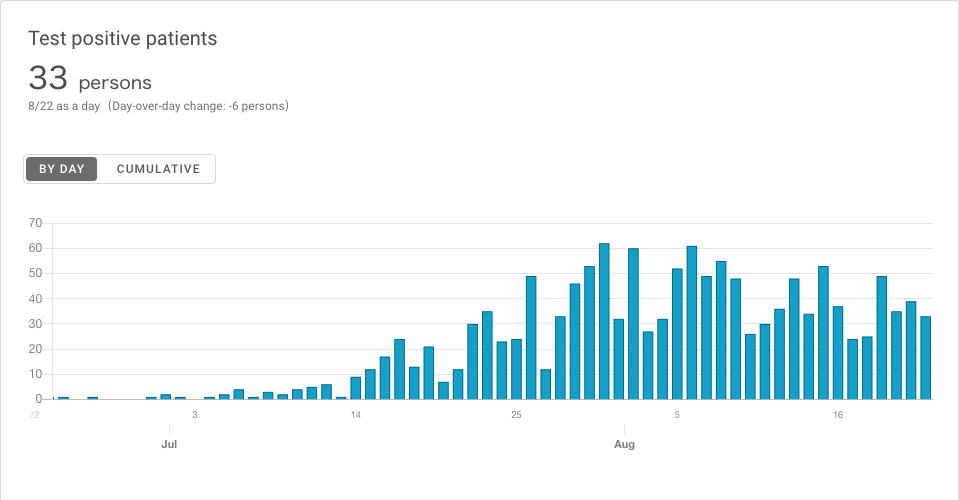 Test positive patients
33 persons
8/22 as a day（Day-over-day change: -6 persons）
BY DAY
CUMULATIVE
70
60
50
40
30
20
10
0
22 3 14 25 5 16
Jul Aug